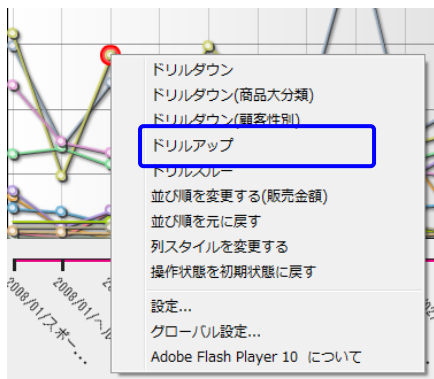 ドリルダウン
ドリルダウン(商品大分類)
ドリルダウン(顧客性別)
ドリルアップ
ドリルスルー
並び順を変更する(販売金額)
並び順を元に戻す
列スタイルを変更する
操作状態を初期状態に戻す
設定...
グローバル設定...
Adobe Flash Player 10 について
2008/01/スポー...
2008/01/ヘル